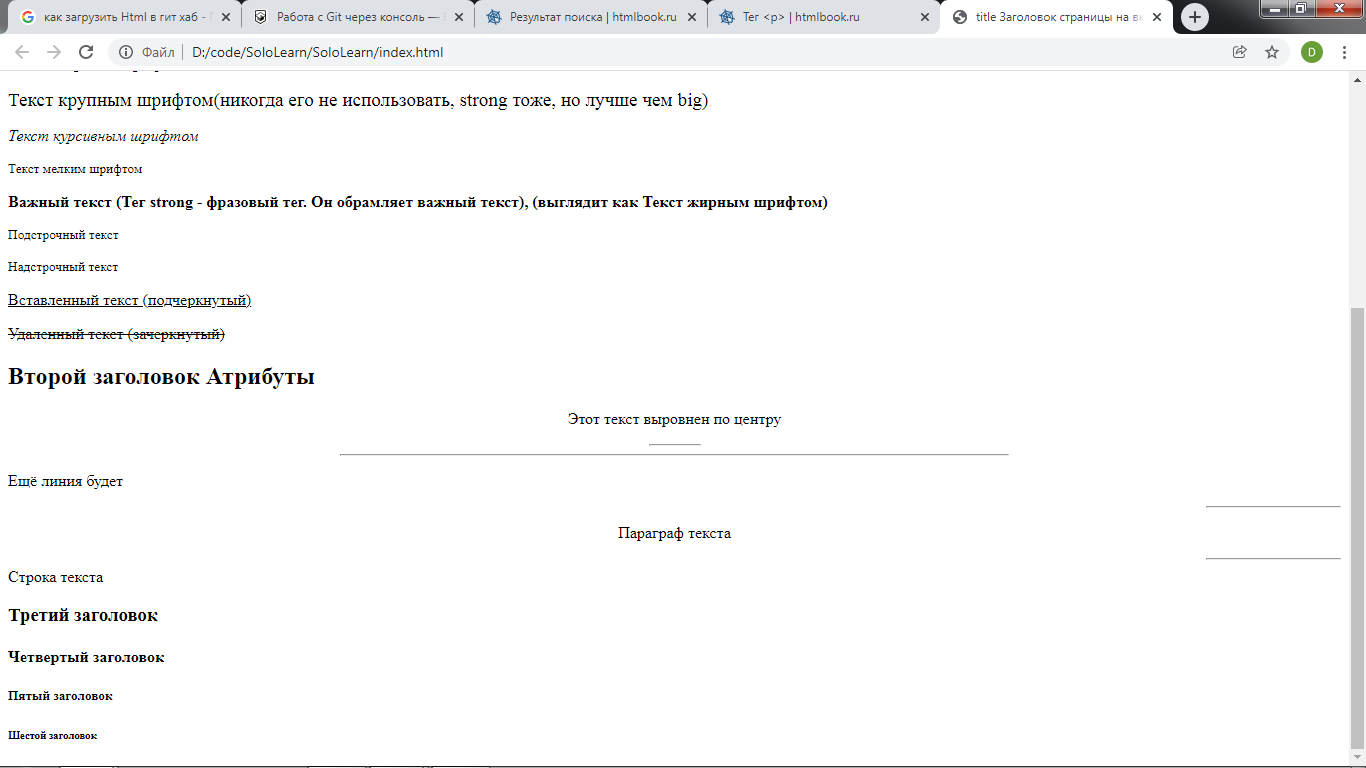 как загрузить Html в гит хаб -
Работа с Git через консоль —
Результат поиска | htmlbook.ru
Тег <p> | htmlbook.ru
title Заголовок страницы на вк
Файл | D:/code/SoloLearn/SoloLearn/index.html
D
Текст крупным шрифтом(никогда его не использовать, strong тоже, но лучше чем big)
Текст курсивным шрифтом
Текст мелким шрифтом
Важный текст (Тег strong - фразовый тег. Он обрамляет важный текст), (выглядит как Текст жирным шрифтом)
Подстрочный текст
Надстрочный текст
Вставленный текст (подчеркнутый)
Удаленный текст (зачеркнутый)
Второй заголовок Атрибуты
Этот текст выровнен по центру
Ещё линия будет
Параграф текста
Строка текста
Третий заголовок
Четвертый заголовок
Пятый заголовок
Шестой заголовок